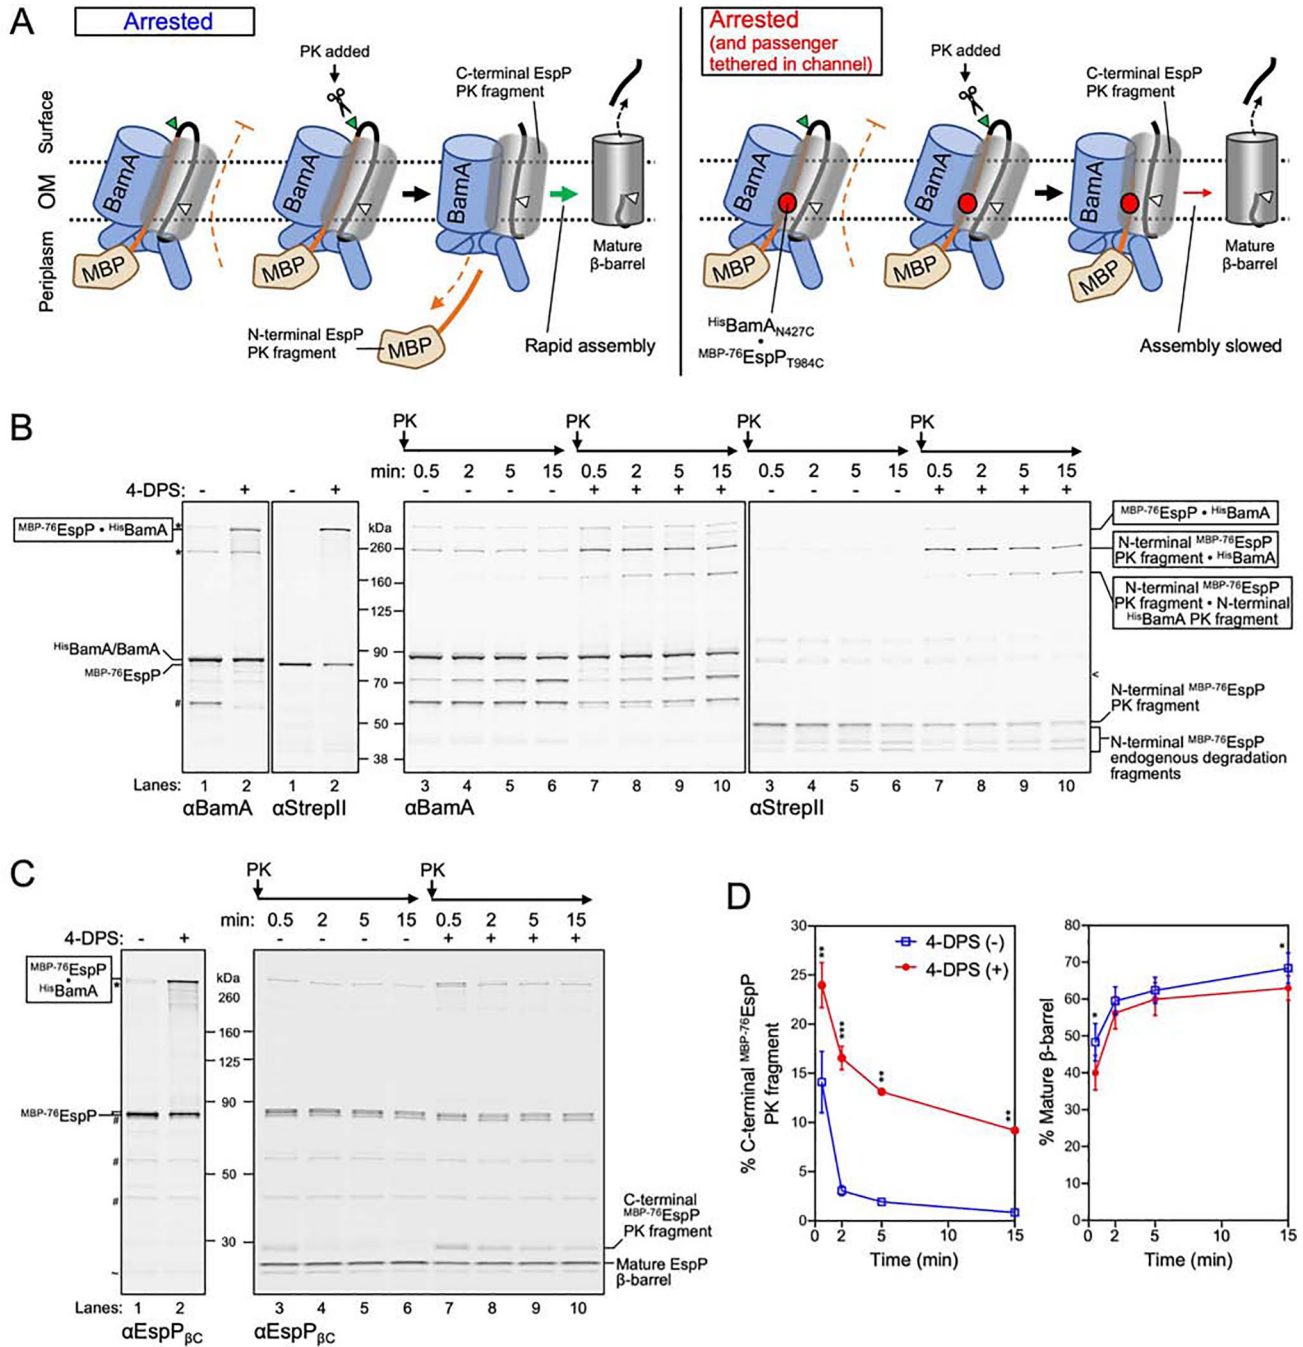 A
Arrested
PK added
C-terminal EspP
PK fragment
Surface
OM
Periplasm
BamA
BamA
BamA
MBP
MBP
MBP
N-terminal EspP
PK fragment
Rapid assembly
Mature
β-barrel
Arrested
(and passenger
tethered in channel)
PK added
C-terminal EspP
PK fragment
BamA
BamA
BamA
MBP
MBP
MBP
HisBamAN427C
•
MBP-76EspPT984C
Assembly slowed
Mature
β-barrel
B
PK PK PK PK
min: 0.5 2 5 15 0.5 2 5 15 0.5 2 5 15 0.5 2 5 15
4-DPS: - + - + - - - - + + + + - - - - + + + +
MBP-76EspP • HisBamA
*
*
HisBamA/BamA
MBP-76EspP
#
kDa
260
160
125
90
70
50
38
MBP-76EspP • HisBamA
N-terminal MBP-76EspP
PK fragment • HisBamA
N-terminal MBP-76EspP
PK fragment • N-terminal
HisBamA PK fragment
<
N-terminal MBP-76EspP
PK fragment
N-terminal MBP-76EspP
endogenous degradation
fragments
Lanes: 1 2 1 2 3 4 5 6 7 8 9 10 3 4 5 6 7 8 9 10
αBamA αStrepII αBamA αStrepII
C
PK PK
min: 0.5 2 5 15 0.5 2 5 15
4-DPS: - + - - - - + + + +
MBP-76EspP
•
HisBamA
*
MBP-76EspP
#
#
#
~
kDa
260
160
125
90
50
30
C-terminal
MBP-76EspP
PK fragment
Mature EspP
β-barrel
Lanes: 1 2 3 4 5 6 7 8 9 10
αEspPβC αEspPβC
D
% C-terminal MBP-76EspP
PK fragment
30
25
20
15
10
5
0
4-DPS (-)
4-DPS (+)
**
***
**
**
0 2 5 10 15
Time (min)
% Mature β-barrel
80
70
60
50
40
30
20
10
0
*
*
0 2 5 10 15
Time (min)